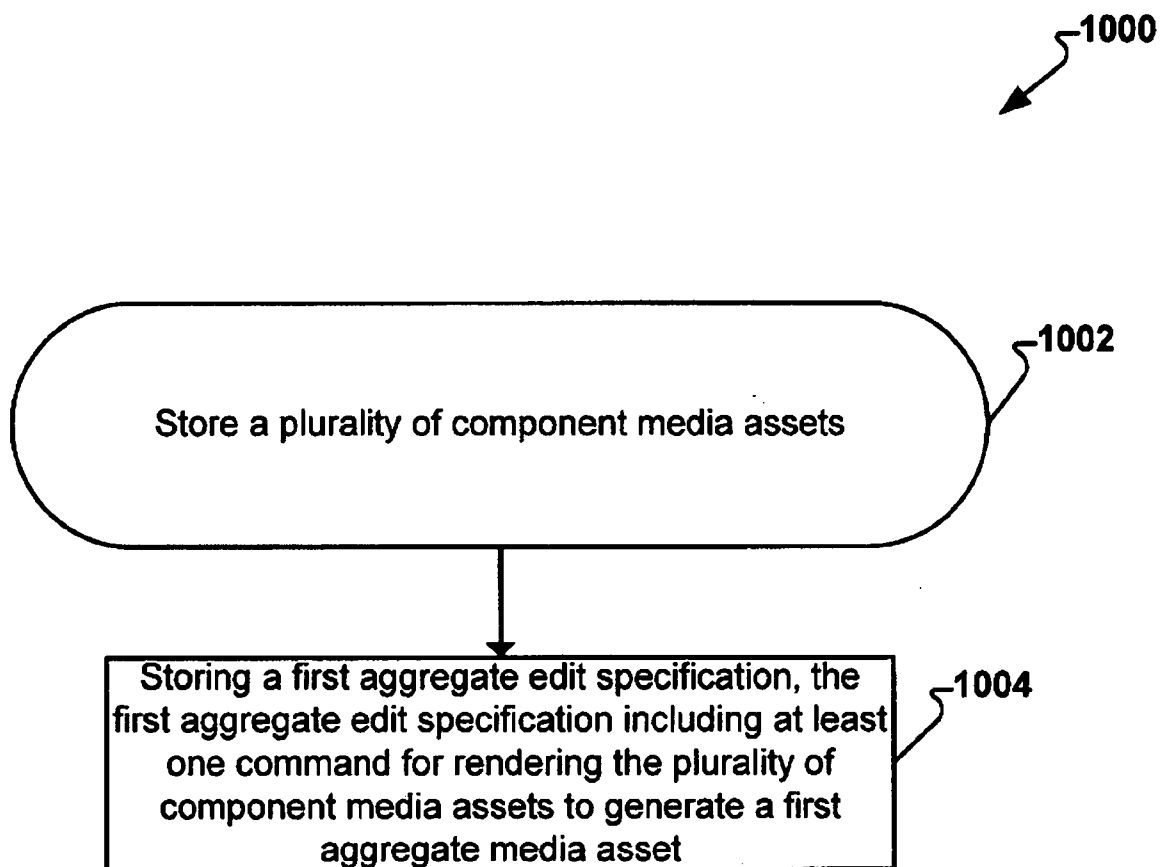 1000
1002
Store a plurality of component media assets
Storing a first aggregate edit specification, the
first aggregate edit specification including at least
one command for rendering the plurality of
component media assets to generate a first
aggregate media asset
1004